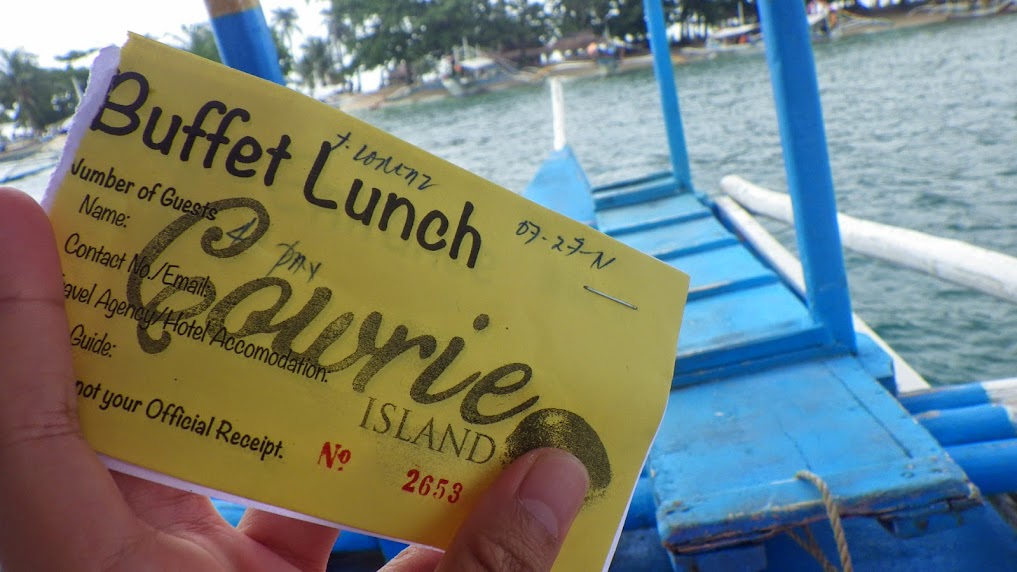 Buffet Lunch
J. LORENZ
07-27-N
Number of Guests
4
Name:
PAX
Contact No./Email:
Travel Agency/Hotel Accomodation:
Guide:
Cowrie
ISLAND
not your Official Receipt.
Nº 2653